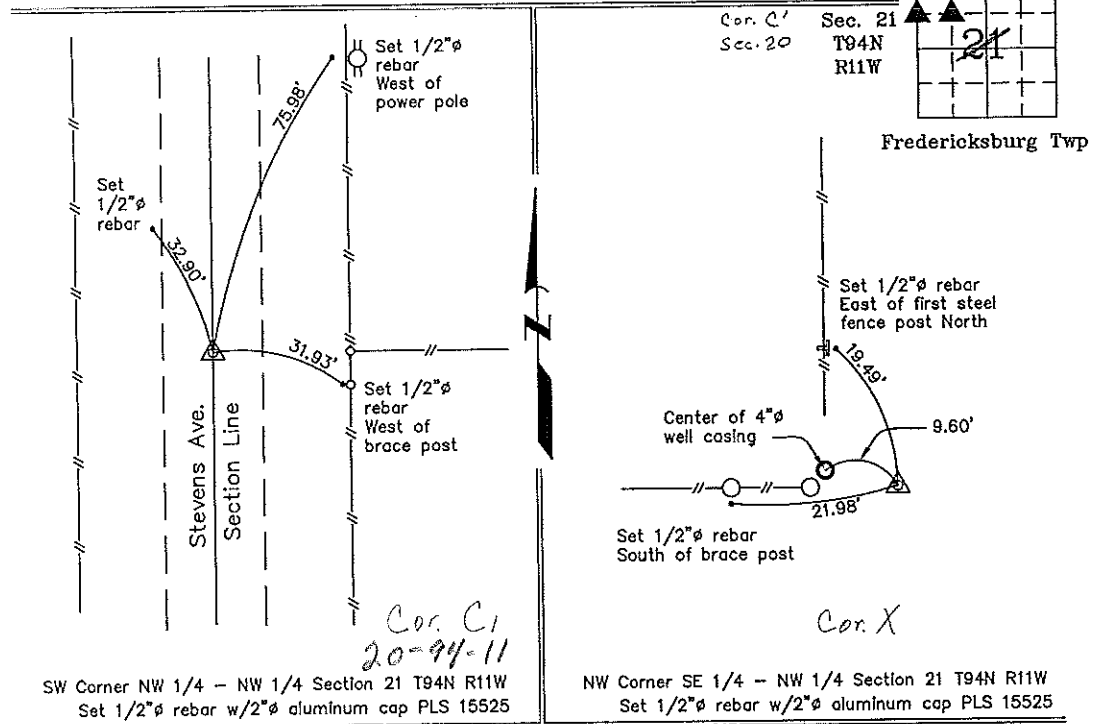 Set 1/2"ø
rebar
West of
power pole
75.98'
Set
1/2"ø
rebar
32.90'
31.93'
Set 1/2"ø
rebar
West of
brace post
Stevens Ave.
Section Line
Cor. C1
20-94-11
SW Corner NW 1/4 - NW 1/4 Section 21 T94N R11W
Set 1/2"ø rebar w/2"ø aluminum cap PLS 15525
N
Cor. C'
Sec. 20
Sec. 21
T94N
R11W
21
Fredericksburg Twp
Set 1/2"ø rebar
East of first steel
fence post North
19.49'
Center of 4"ø
well casing
9.60'
21.98'
Set 1/2"ø rebar
South of brace post
Cor. X
NW Corner SE 1/4 - NW 1/4 Section 21 T94N R11W
Set 1/2"ø rebar w/2"ø aluminum cap PLS 15525